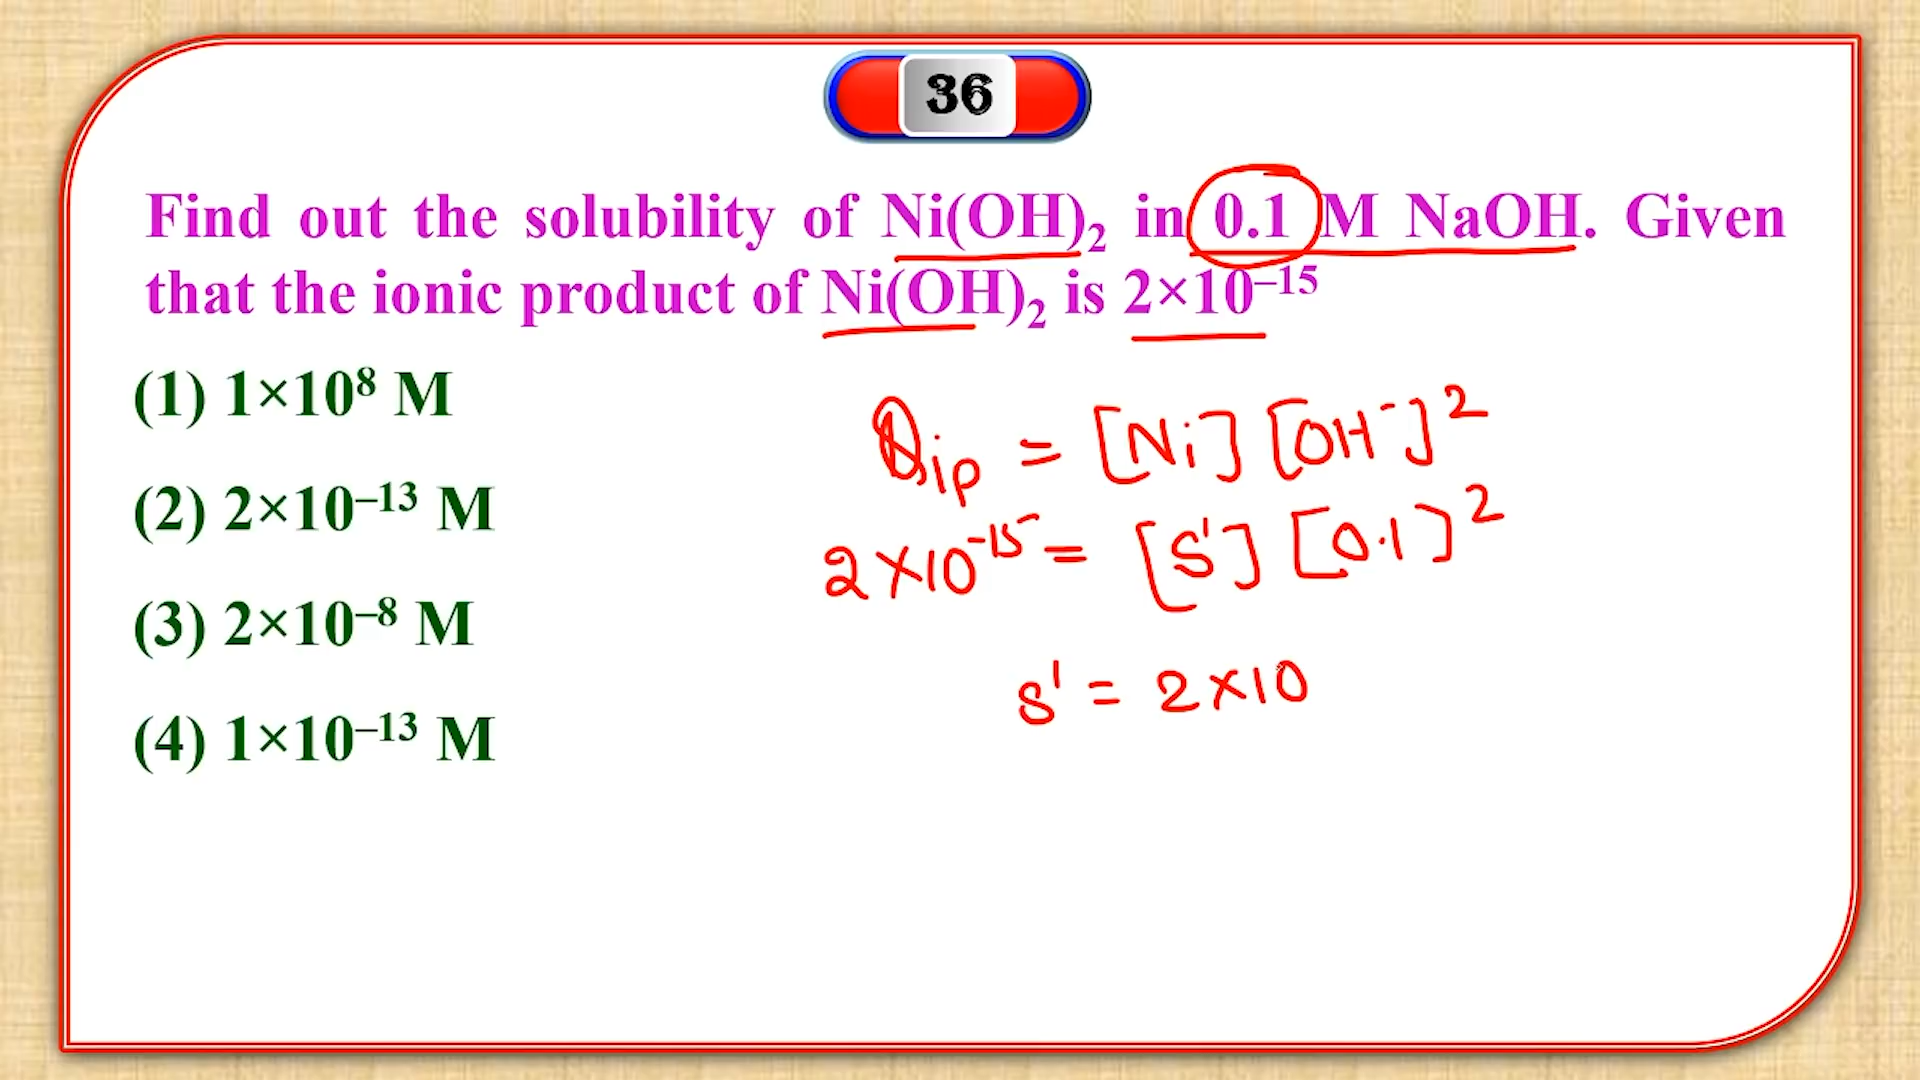 36
Find out the solubility of Ni(OH)₂ in 0.1 M NaOH. Given
that the ionic product of Ni(OH)₂ is 2×10⁻¹⁵
(1) 1×10⁸ M
(2) 2×10⁻¹³ M
(3) 2×10⁻⁸ M
(4) 1×10⁻¹³ M
Qip = [Ni] [OH⁻]²
2×10⁻¹⁵ = [S'] [0.1]²
S' = 2×10